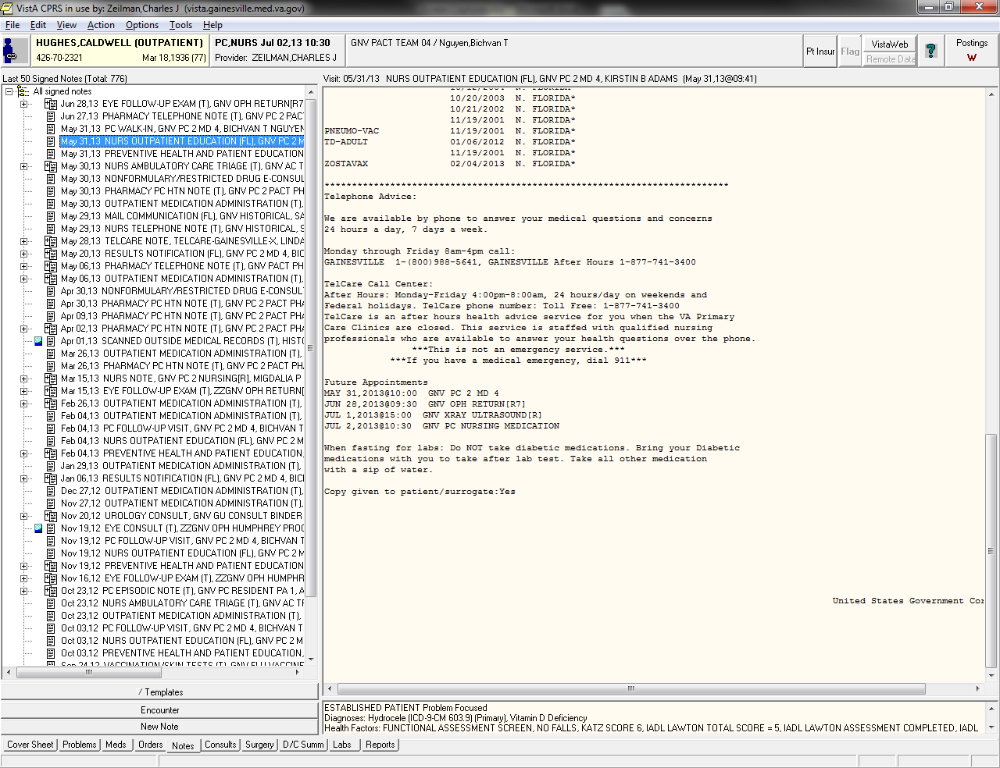 VistA CPRS in use by: Zeilman,Charles J  (vista.gainesville.med.va.gov)
File Edit View Action Options Tools Help
HUGHES,CALDWELL (OUTPATIENT)
426-70-2321 Mar 18,1936 (77)
PC,NURS Jul 02,13 10:30
Provider: ZEILMAN,CHARLES J
GNV PACT TEAM 04 / Nguyen,Bichvan T
Pt Insur
Flag
VistaWeb
Remote Data
?
Postings
W
Last 50 Signed Notes (Total: 776)
All signed notes
Jun 28,13 EYE FOLLOW-UP EXAM (T), GNV OPH RETURN[R7
Jun 27,13 PHARMACY TELEPHONE NOTE (T), GNV PC 2 PAC
May 31,13 PC WALK-IN, GNV PC 2 MD 4, BICHVAN T NGUYEN
May 31,13 NURS OUTPATIENT EDUCATION (FL), GNV PC 2 M
May 31,13 PREVENTIVE HEALTH AND PATIENT EDUCATION
May 30,13 NURS AMBULATORY CARE TRIAGE (T), GNV AC T
May 30,13 NONFORMULARY/RESTRICTED DRUG E-CONSUL
May 30,13 PHARMACY PC HTN NOTE (T), GNV PC 2 PACT PH
May 30,13 OUTPATIENT MEDICATION ADMINISTRATION (T),
May 29,13 MAIL COMMUNICATION (FL), GNV HISTORICAL, SA
May 29,13 NURS TELEPHONE NOTE (T), GNV HISTORICAL, S
May 28,13 TELCARE NOTE, TELCARE-GAINESVILLE-X, LINDA
May 20,13 RESULTS NOTIFICATION (FL), GNV PC 2 MD 4, BIC
May 06,13 PHARMACY TELEPHONE NOTE (T), GNV PACT PH
May 06,13 OUTPATIENT MEDICATION ADMINISTRATION (T),
Apr 30,13 NONFORMULARY/RESTRICTED DRUG E-CONSUL
Apr 30,13 PHARMACY PC HTN NOTE (T), GNV PC 2 PACT PHA
Apr 09,13 PHARMACY PC HTN NOTE (T), GNV PC 2 PACT PHA
Apr 02,13 PHARMACY PC HTN NOTE (T), GNV PC 2 PACT PHA
Apr 01,13 SCANNED OUTSIDE MEDICAL RECORDS (T), HISTO
Mar 26,13 OUTPATIENT MEDICATION ADMINISTRATION (T),
Mar 26,13 PHARMACY PC HTN NOTE (T), GNV PC 2 PACT PH
Mar 15,13 NURS NOTE, GNV PC 2 NURSING[R], MIGDALIA P
Mar 15,13 EYE FOLLOW-UP EXAM (T), ZZGNV OPH RETURN[
Feb 26,13 OUTPATIENT MEDICATION ADMINISTRATION (T),
Feb 04,13 OUTPATIENT MEDICATION ADMINISTRATION (T),
Feb 04,13 PC FOLLOW-UP VISIT, GNV PC 2 MD 4, BICHVAN T
Feb 04,13 NURS OUTPATIENT EDUCATION (FL), GNV PC 2 M
Feb 04,13 PREVENTIVE HEALTH AND PATIENT EDUCATION,
Jan 29,13 OUTPATIENT MEDICATION ADMINISTRATION (T),
Jan 06,13 RESULTS NOTIFICATION (FL), GNV PC 2 MD 4, BICI
Dec 27,12 OUTPATIENT MEDICATION ADMINISTRATION (T),
Nov 27,12 OUTPATIENT MEDICATION ADMINISTRATION (T),
Nov 20,12 UROLOGY CONSULT, GNV GU CONSULT BINDER
Nov 19,12 EYE CONSULT (T), ZZGNV OPH HUMPHREY PROC
Nov 19,12 PC FOLLOW-UP VISIT, GNV PC 2 MD 4, BICHVAN T
Nov 19,12 NURS OUTPATIENT EDUCATION (FL), GNV PC 2 M
Nov 19,12 PREVENTIVE HEALTH AND PATIENT EDUCATION
Nov 16,12 EYE FOLLOW-UP EXAM (T), ZZGNV OPH HUMPHR
Oct 23,12 PC EPISODIC NOTE (T), GNV PC RESIDENT PA 1, A
Oct 23,12 NURS AMBULATORY CARE TRIAGE (T), GNV AC TF
Oct 23,12 OUTPATIENT MEDICATION ADMINISTRATION (T),
Oct 03,12 PC FOLLOW-UP VISIT, GNV PC 2 MD 4, BICHVAN T
Oct 03,12 NURS OUTPATIENT EDUCATION (FL), GNV PC 2 M
Oct 03,12 PREVENTIVE HEALTH AND PATIENT EDUCATION,
Sep 24,12 VACCINATION/SKIN TESTS (T), GNV FLU VACCINE
/ Templates
Encounter
New Note
Visit: 05/31/13 NURS OUTPATIENT EDUCATION (FL), GNV PC 2 MD 4, KIRSTIN B ADAMS (May 31,13@09:41)
10/20/2003 N. FLORIDA*
10/21/2002 N. FLORIDA*
11/19/2001 N. FLORIDA*
PNEUMO-VAC 11/19/2001 N. FLORIDA*
TD-ADULT 01/06/2012 N. FLORIDA*
11/19/2001 N. FLORIDA*
ZOSTAVAX 02/04/2013 N. FLORIDA*
**************************************************************************
Telephone Advice:
We are available by phone to answer your medical questions and concerns
24 hours a day, 7 days a week.
Monday through Friday 8am-4pm call:
GAINESVILLE 1-(800)988-5641, GAINESVILLE After Hours 1-877-741-3400
TelCare Call Center:
After Hours: Monday-Friday 4:00pm-8:00am, 24 hours/day on weekends and
Federal holidays. TelCare phone number: Toll Free: 1-877-741-3400
TelCare is an after hours health advice service for you when the VA Primary
Care Clinics are closed. This service is staffed with qualified nursing
professionals who are available to answer your health questions over the phone.
***This is not an emergency service.***
***If you have a medical emergency, dial 911***
Future Appointments
MAY 31,2013@10:00 GNV PC 2 MD 4
JUN 28,2013@09:30 GNV OPH RETURN[R7]
JUL 1,2013@15:00 GNV XRAY ULTRASOUND[R]
JUL 2,2013@10:30 GNV PC NURSING MEDICATION
When fasting for labs: Do NOT take diabetic medications. Bring your Diabetic
medications with you to take after lab test. Take all other medication
with a sip of water.
Copy given to patient/surrogate:Yes
United States Government Cor
ESTABLISHED PATIENT Problem Focused
Diagnoses: Hydrocele (ICD-9-CM 603.9) (Primary), Vitamin D Deficiency
Health Factors: FUNCTIONAL ASSESSMENT SCREEN, NO FALLS, KATZ SCORE 6, IADL LAWTON TOTAL SCORE = 5, IADL LAWTON ASSESSMENT COMPLETED, IADL
Cover Sheet Problems Meds Orders Notes Consults Surgery D/C Summ Labs Reports